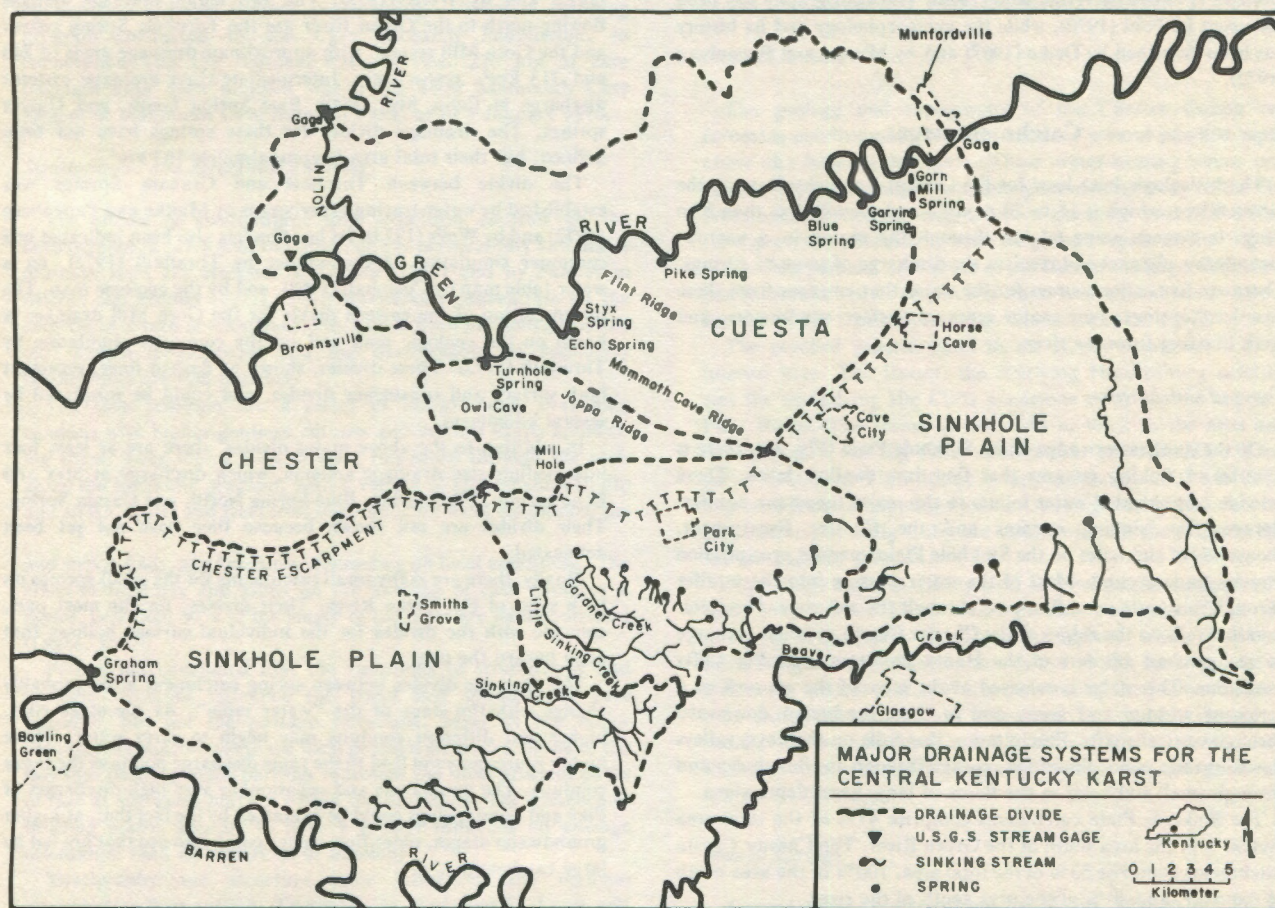 Munfordville
RIVER
Gage
NOLIN
Gage
Gage
Gorn
Mill
Spring
RIVER
Blue
Spring
Garvin
Spring
GREEN
Pike Spring
Flint Ridge
CUESTA
Styx
Spring
Echo Spring
Horse
Cave
Brownsville
Turnhole
Spring
Owl Cave
Mammoth Cave Ridge
Joppa Ridge
Cave
City
SINKHOLE
PLAIN
CHESTER
Mill
Hole
Park
City
CHESTER ESCARPMENT
Gardner Creek
Little Sinking Creek
Smiths
Grove
SINKHOLE PLAIN
Sinking
Creek
Beaver
Creek
Graham
Spring
Glasgow
Bowling
Green
BARREN
RIVER
MAJOR DRAINAGE SYSTEMS FOR THE
CENTRAL KENTUCKY KARST
DRAINAGE DIVIDE
U.S.G.S. STREAM GAGE
SINKING STREAM
SPRING
Kentucky
N
0 1 2 3 4 5
Kilometer